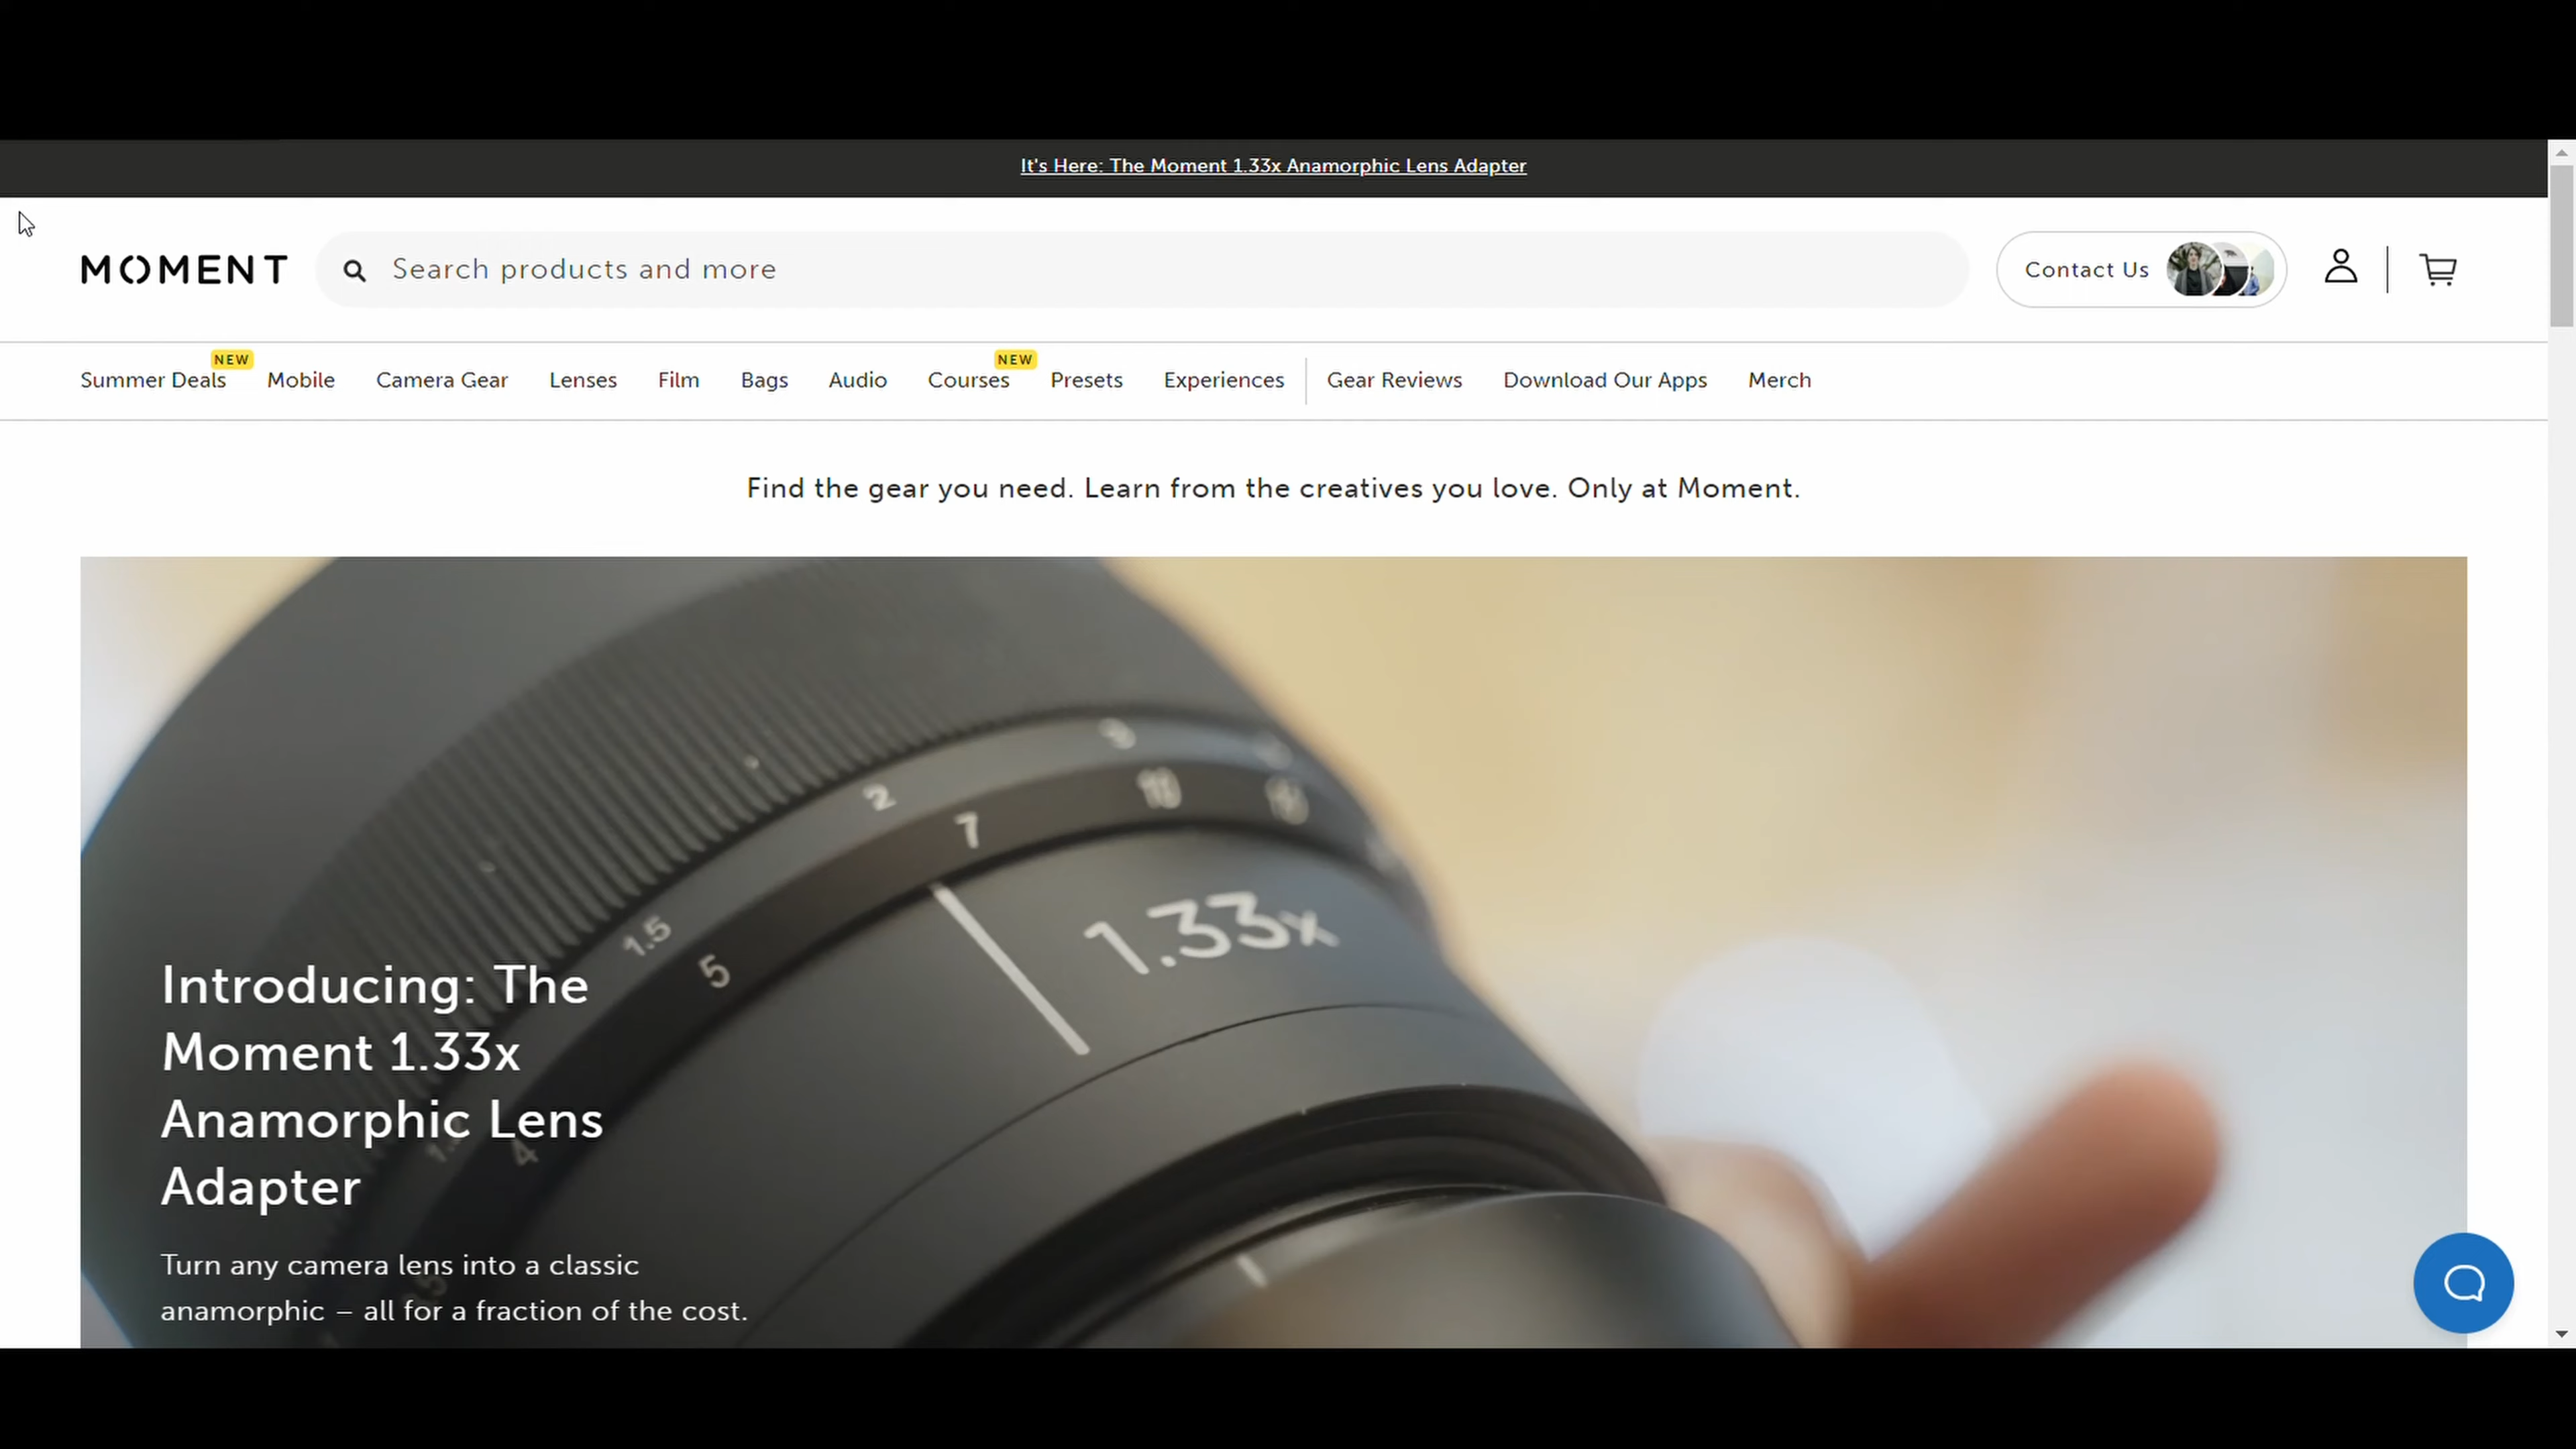 It's Here: The Moment 1.33x Anamorphic Lens Adapter
MOMENT
Search products and more
Contact Us
NEW
NEW
Summer Deals Mobile Camera Gear Lenses Film Bags Audio Courses Presets Experiences Gear Reviews Download Our Apps Merch
Find the gear you need. Learn from the creatives you love. Only at Moment.
2
7
10
1.5
5
1.33x
4
Introducing: The
Moment 1.33x
Anamorphic Lens
Adapter
Turn any camera lens into a classic
anamorphic – all for a fraction of the cost.